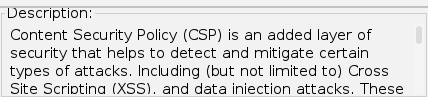 Description:
Content Security Policy (CSP) is an added layer of
security that helps to detect and mitigate certain
types of attacks. Including (but not limited to) Cross
Site Scripting (XSS), and data injection attacks. These